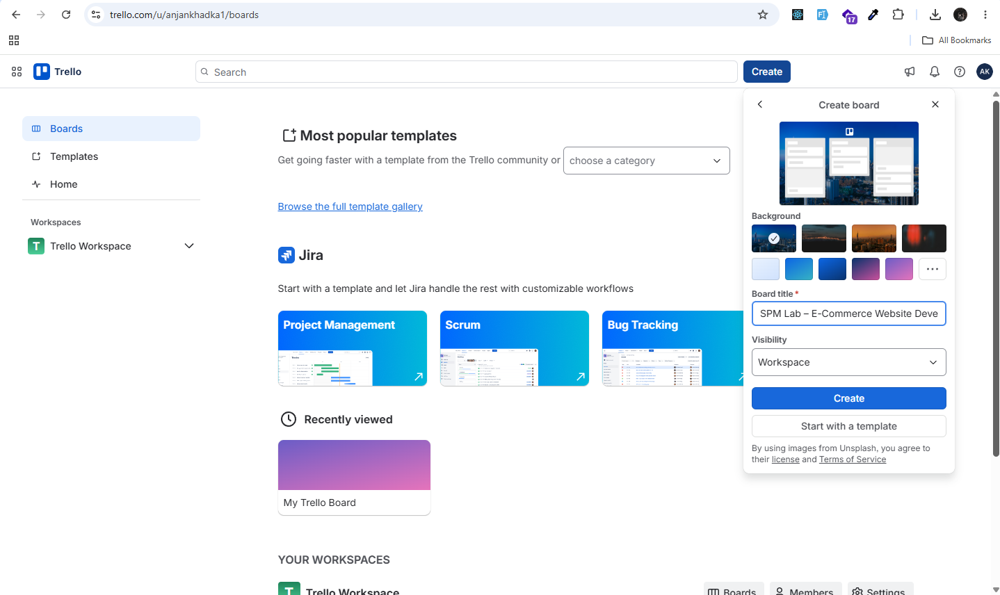 trello.com/u/anjankhadka1/boards
17
All Bookmarks
Trello
Search
Create
AK
Boards
Templates
Home
Workspaces
T
Trello Workspace
Most popular templates
Get going faster with a template from the Trello community or
choose a category
Browse the full template gallery
Jira
Start with a template and let Jira handle the rest with customizable workflows
Project Management
Scrum
Bug Tracking
Recently viewed
My Trello Board
YOUR WORKSPACES
T
Trello Workspace
Boards
Members
Settings
Create board
Background
Board title *
SPM Lab – E-Commerce Website Deve
Visibility
Workspace
Create
Start with a template
By using images from Unsplash, you agree to
their license and Terms of Service